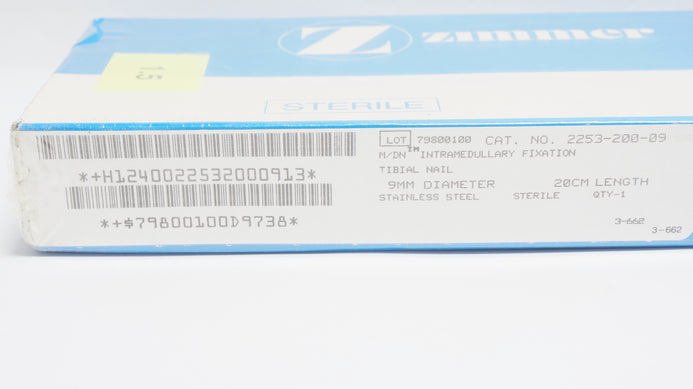 Z zimmer
15
STERILE
LOT 79800100 CAT. NO. 2253-200-09
M/DN™ INTRAMEDULLARY FIXATION
TIBIAL NAIL
9MM DIAMETER 20CM LENGTH
STAINLESS STEEL STERILE QTY-1
3-662
3-662
*+H1240022532000913*
*+$79800100D9738*